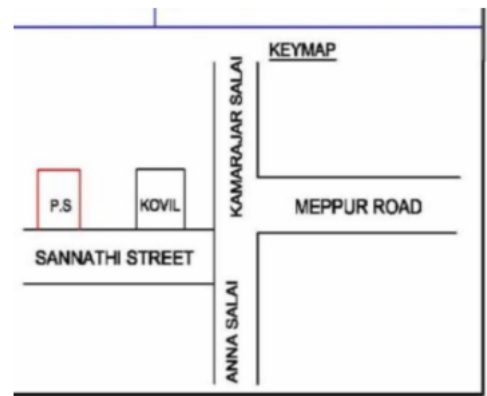 KEYMAP
KAMARAJAR SALAI
P.S
KOVIL
MEPPUR ROAD
SANNATHI STREET
ANNA SALAI